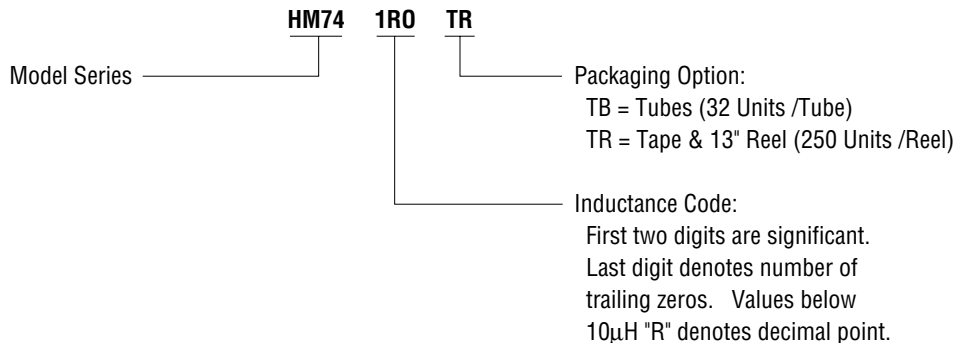 HM74 1R0 TR
Model Series
Packaging Option:
TB = Tubes (32 Units /Tube)
TR = Tape & 13" Reel (250 Units /Reel)
Inductance Code:
First two digits are significant.
Last digit denotes number of
trailing zeros. Values below
10µH "R" denotes decimal point.